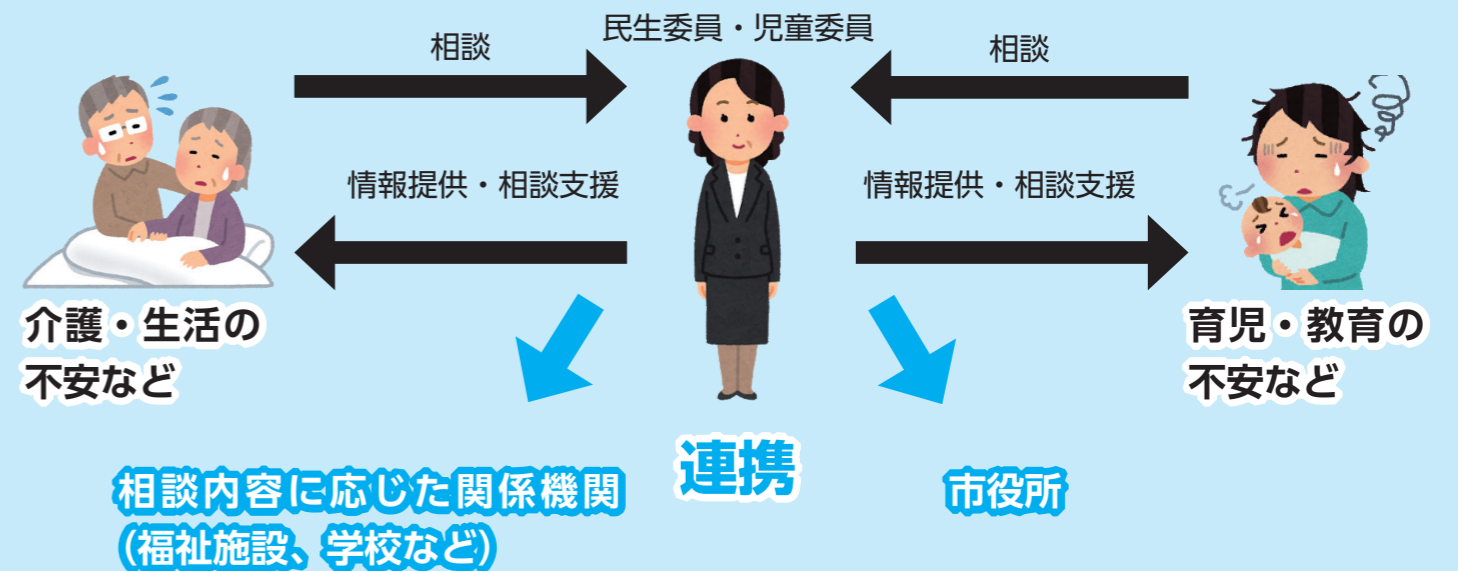 民生委員・児童委員
相談
相談
情報提供・相談支援
情報提供・相談支援
介護・生活の
不安など
育児・教育の
不安など
連携
相談内容に応じた関係機関
（福祉施設、学校など）
市役所